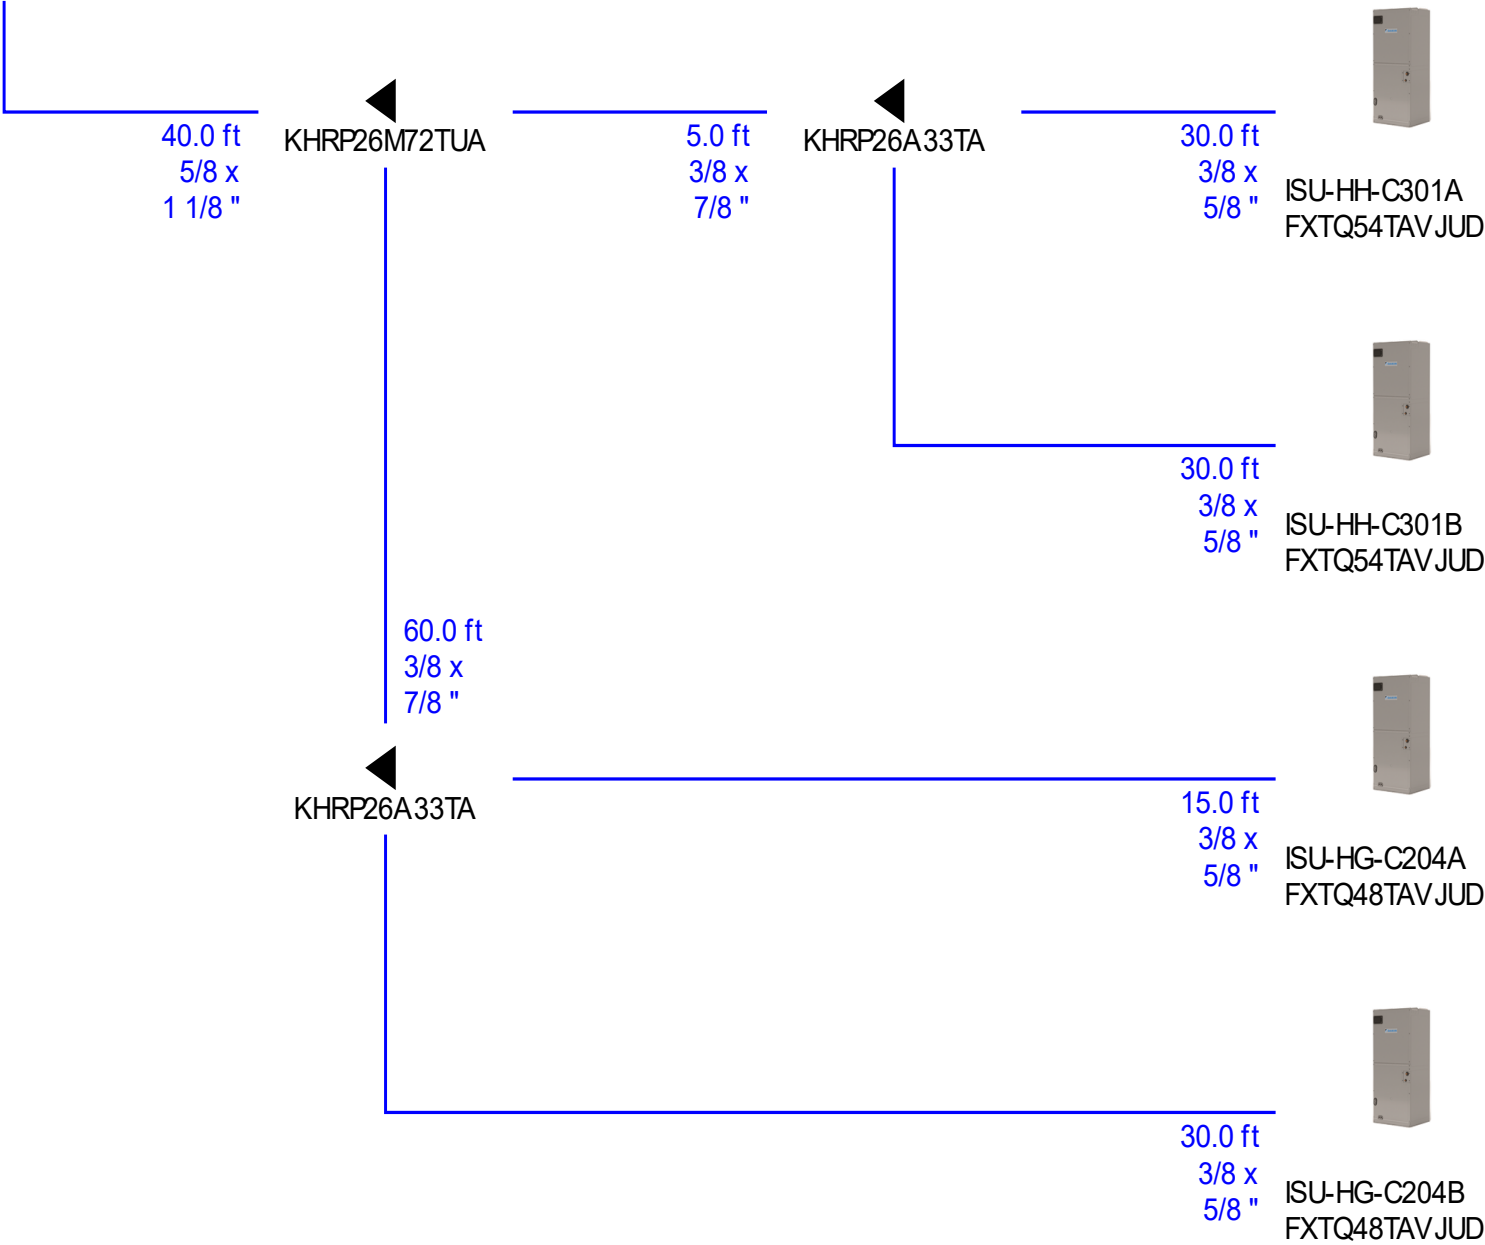 40.0 ft
5/8 x
1 1/8 "
KHRP26M72TUA
5.0 ft
3/8 x
7/8 "
KHRP26A33TA
30.0 ft
3/8 x
5/8 "
ISU-HH-C301A
FXTQ54TAVJUD
30.0 ft
3/8 x
5/8 "
ISU-HH-C301B
FXTQ54TAVJUD
60.0 ft
3/8 x
7/8 "
KHRP26A33TA
15.0 ft
3/8 x
5/8 "
ISU-HG-C204A
FXTQ48TAVJUD
30.0 ft
3/8 x
5/8 "
ISU-HG-C204B
FXTQ48TAVJUD